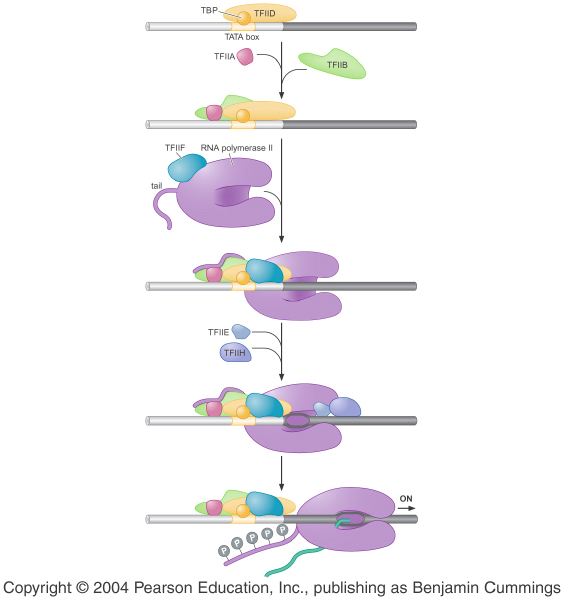 TBP
TFIID
TATA box
TFIIA
TFIIB
TFIIF
RNA polymerase II
tail
TFIIE
TFIIH
ON
P P P P P
Copyright © 2004 Pearson Education, Inc., publishing as Benjamin Cummings